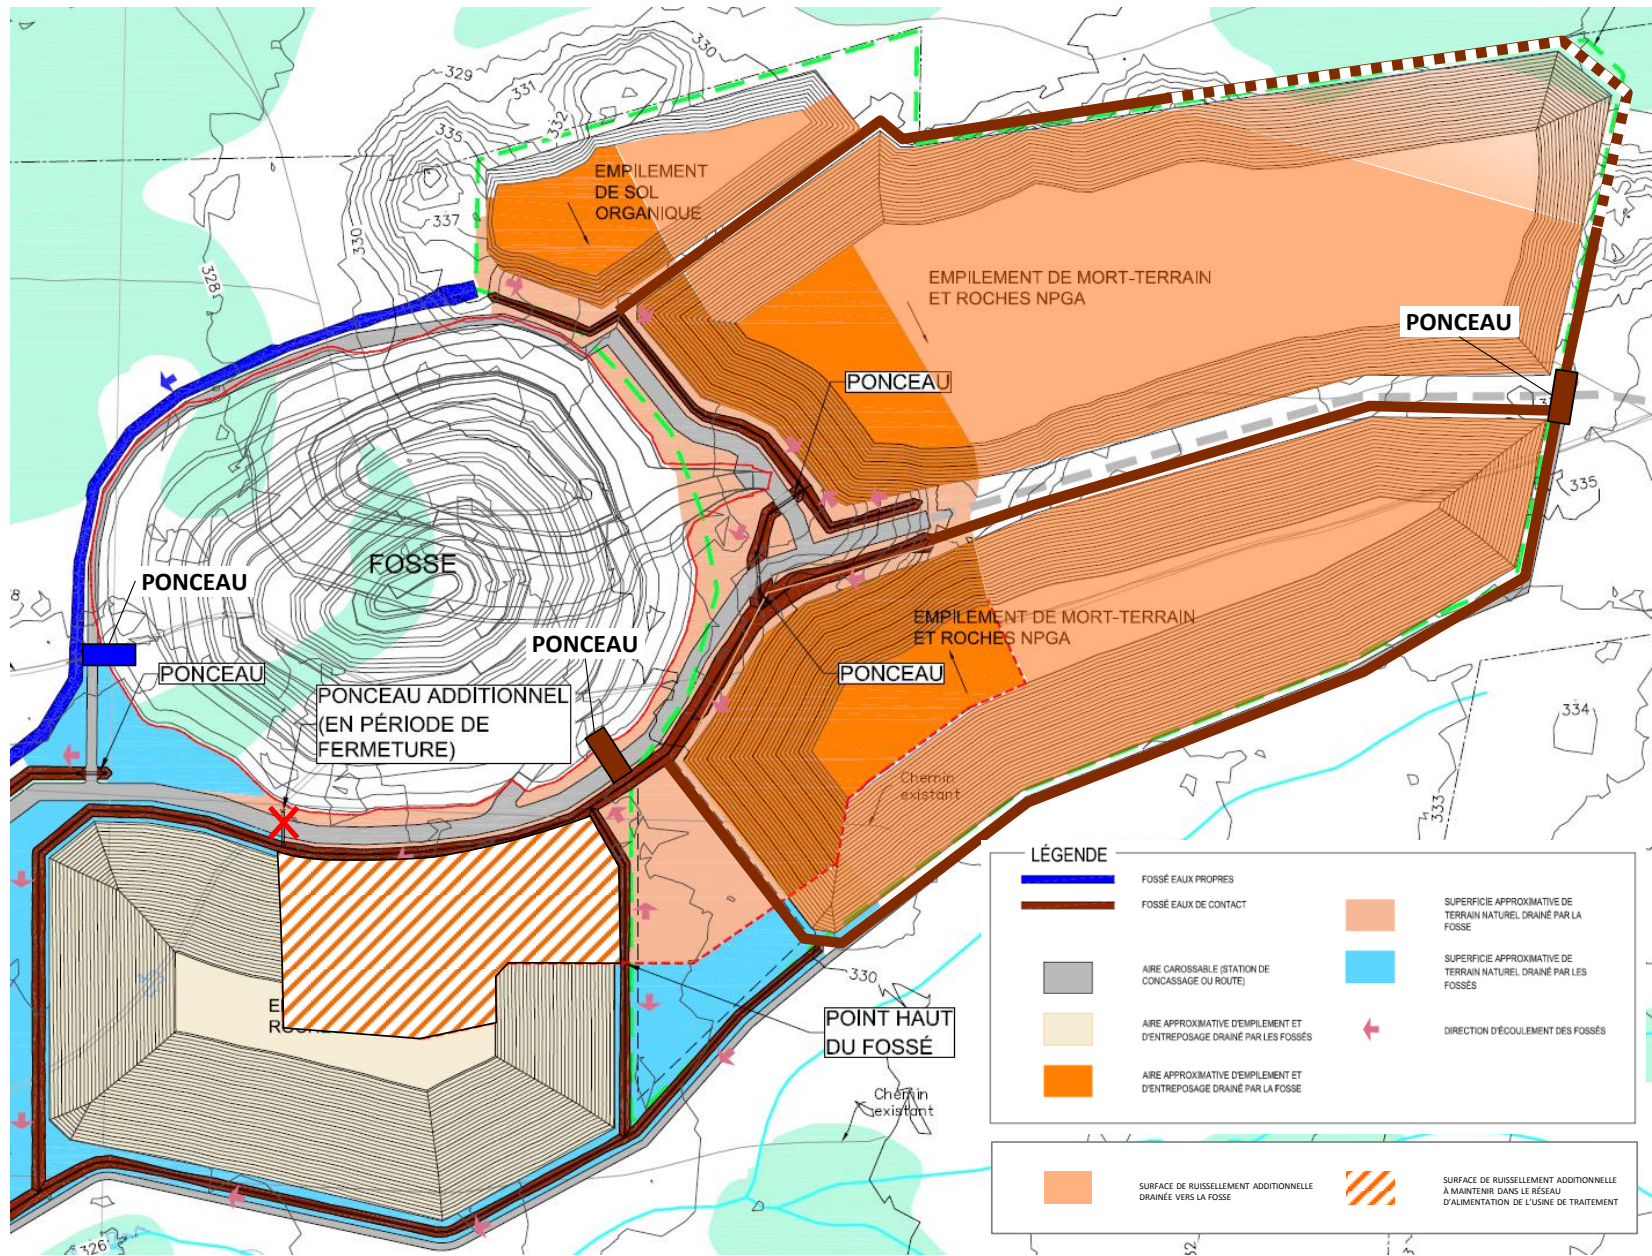 330
329
331
332
335
337
330
328
EMPILEMENT
DE SOL
ORGANIQUE
EMPILEMENT DE MORT-TERRAIN
ET ROCHES NPGA
PONCEAU
PONCEAU
335
FOSSE
PONCEAU
PONCEAU
PONCEAU
PONCEAU ADDITIONNEL
(EN PÉRIODE DE
FERMETURE)
EMPILEMENT DE MORT-TERRAIN
ET ROCHES NPGA
PONCEAU
334
333
Chemin
existant
330
POINT HAUT
DU FOSSÉ
Chemin
existant
326
LÉGENDE
FOSSÉ EAUX PROPRES
FOSSÉ EAUX DE CONTACT
AIRE CAROSSABLE (STATION DE
CONCASSAGE OU ROUTE)
AIRE APPROXIMATIVE D'EMPILEMENT ET
D'ENTREPOSAGE DRAINÉ PAR LES FOSSÉS
AIRE APPROXIMATIVE D'EMPILEMENT ET
D'ENTREPOSAGE DRAINÉ PAR LA FOSSE
SUPERFICIE APPROXIMATIVE DE
TERRAIN NATUREL DRAINÉ PAR LA
FOSSE
SUPERFICIE APPROXIMATIVE DE
TERRAIN NATUREL DRAINÉ PAR LES
FOSSÉS
DIRECTION D'ÉCOULEMENT DES FOSSÉS
SURFACE DE RUISSELLEMENT ADDITIONNELLE
DRAINÉE VERS LA FOSSE
SURFACE DE RUISSELLEMENT ADDITIONNELLE
À MAINTENIR DANS LE RÉSEAU
D'ALIMENTATION DE L'USINE DE TRAITEMENT